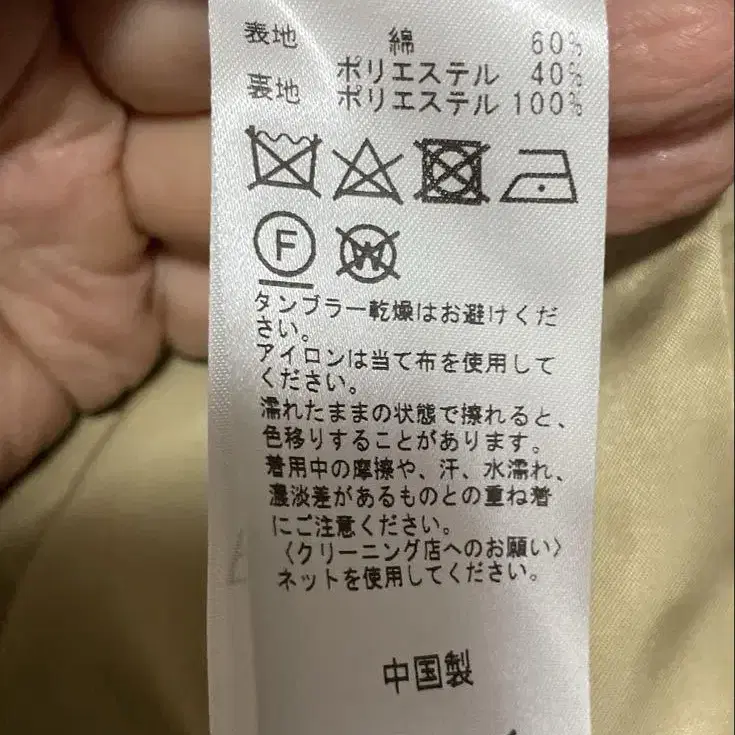 表地 綿 60%
ポリエステル 40%
裏地 ポリエステル 100%
F W
タンブラー乾燥はお避けくだ
さい。
アイロンは当て布を使用して
ください。
濡れたままの状態で擦れると、
色移りすることがあります。
着用中の摩擦や、汗、水濡れ、
濃淡差があるものとの重ね着
にご注意ください。
〈クリーニング店へのお願い〉
ネットを使用してください。
中国製